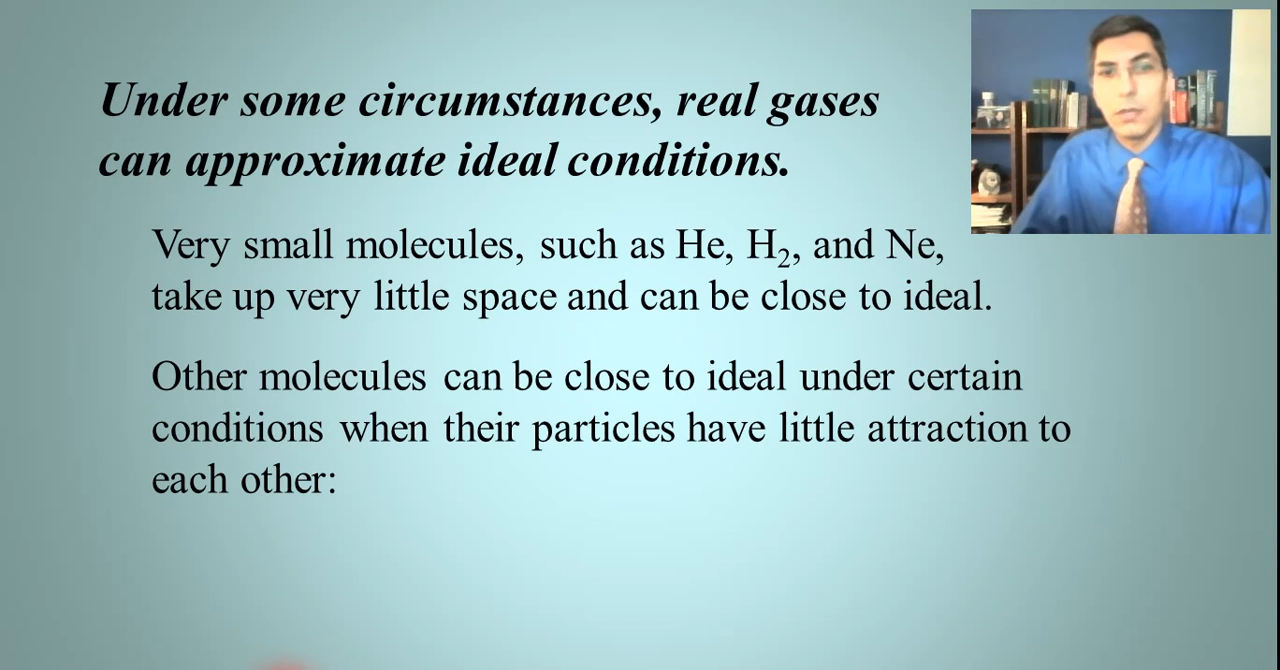 Under some circumstances, real gases
can approximate ideal conditions.
Very small molecules, such as He, H₂, and Ne,
take up very little space and can be close to ideal.
Other molecules can be close to ideal under certain
conditions when their particles have little attraction to
each other: